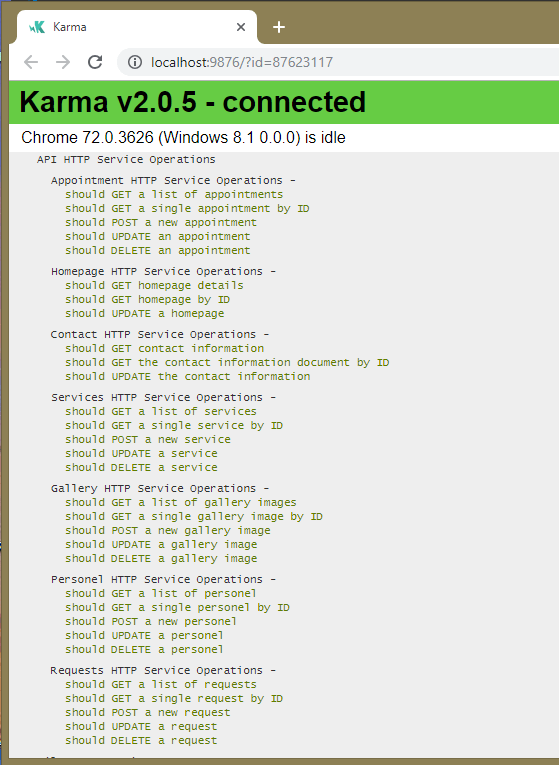 Karma
localhost:9876/?id=87623117
Karma v2.0.5 - connected
Chrome 72.0.3626 (Windows 8.1 0.0.0) is idle
API HTTP Service Operations
Appointment HTTP Service Operations -
should GET a list of appointments
should GET a single appointment by ID
should POST a new appointment
should UPDATE an appointment
should DELETE an appointment
Homepage HTTP Service Operations -
should GET homepage details
should GET homepage by ID
should UPDATE a homepage
Contact HTTP Service Operations -
should GET contact information
should GET the contact information document by ID
should UPDATE the contact information
Services HTTP Service Operations -
should GET a list of services
should GET a single service by ID
should POST a new service
should UPDATE a service
should DELETE a service
Gallery HTTP Service Operations -
should GET a list of gallery images
should GET a single gallery image by ID
should POST a new gallery image
should UPDATE a gallery image
should DELETE a gallery image
Personel HTTP Service Operations -
should GET a list of personel
should GET a single personel by ID
should POST a new personel
should UPDATE a personel
should DELETE a personel
Requests HTTP Service Operations -
should GET a list of requests
should GET a single request by ID
should POST a new request
should UPDATE a request
should DELETE a request